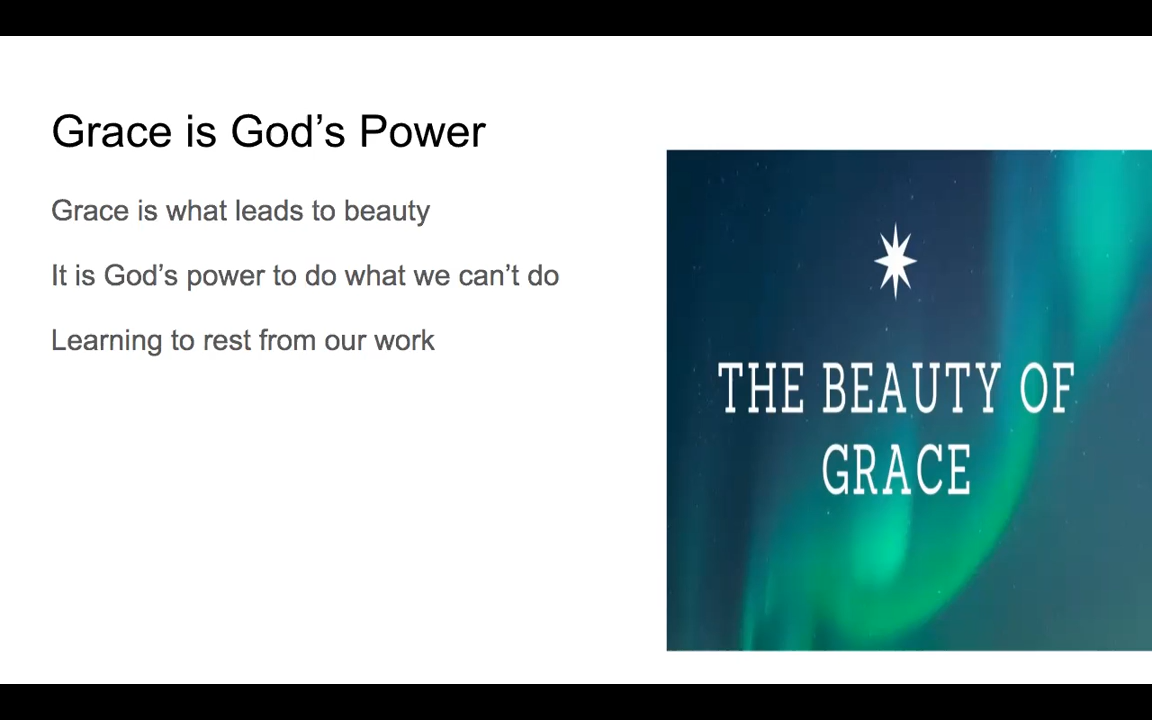 Grace is God’s Power
Grace is what leads to beauty
It is God’s power to do what we can’t do
Learning to rest from our work
THE BEAUTY OF
GRACE